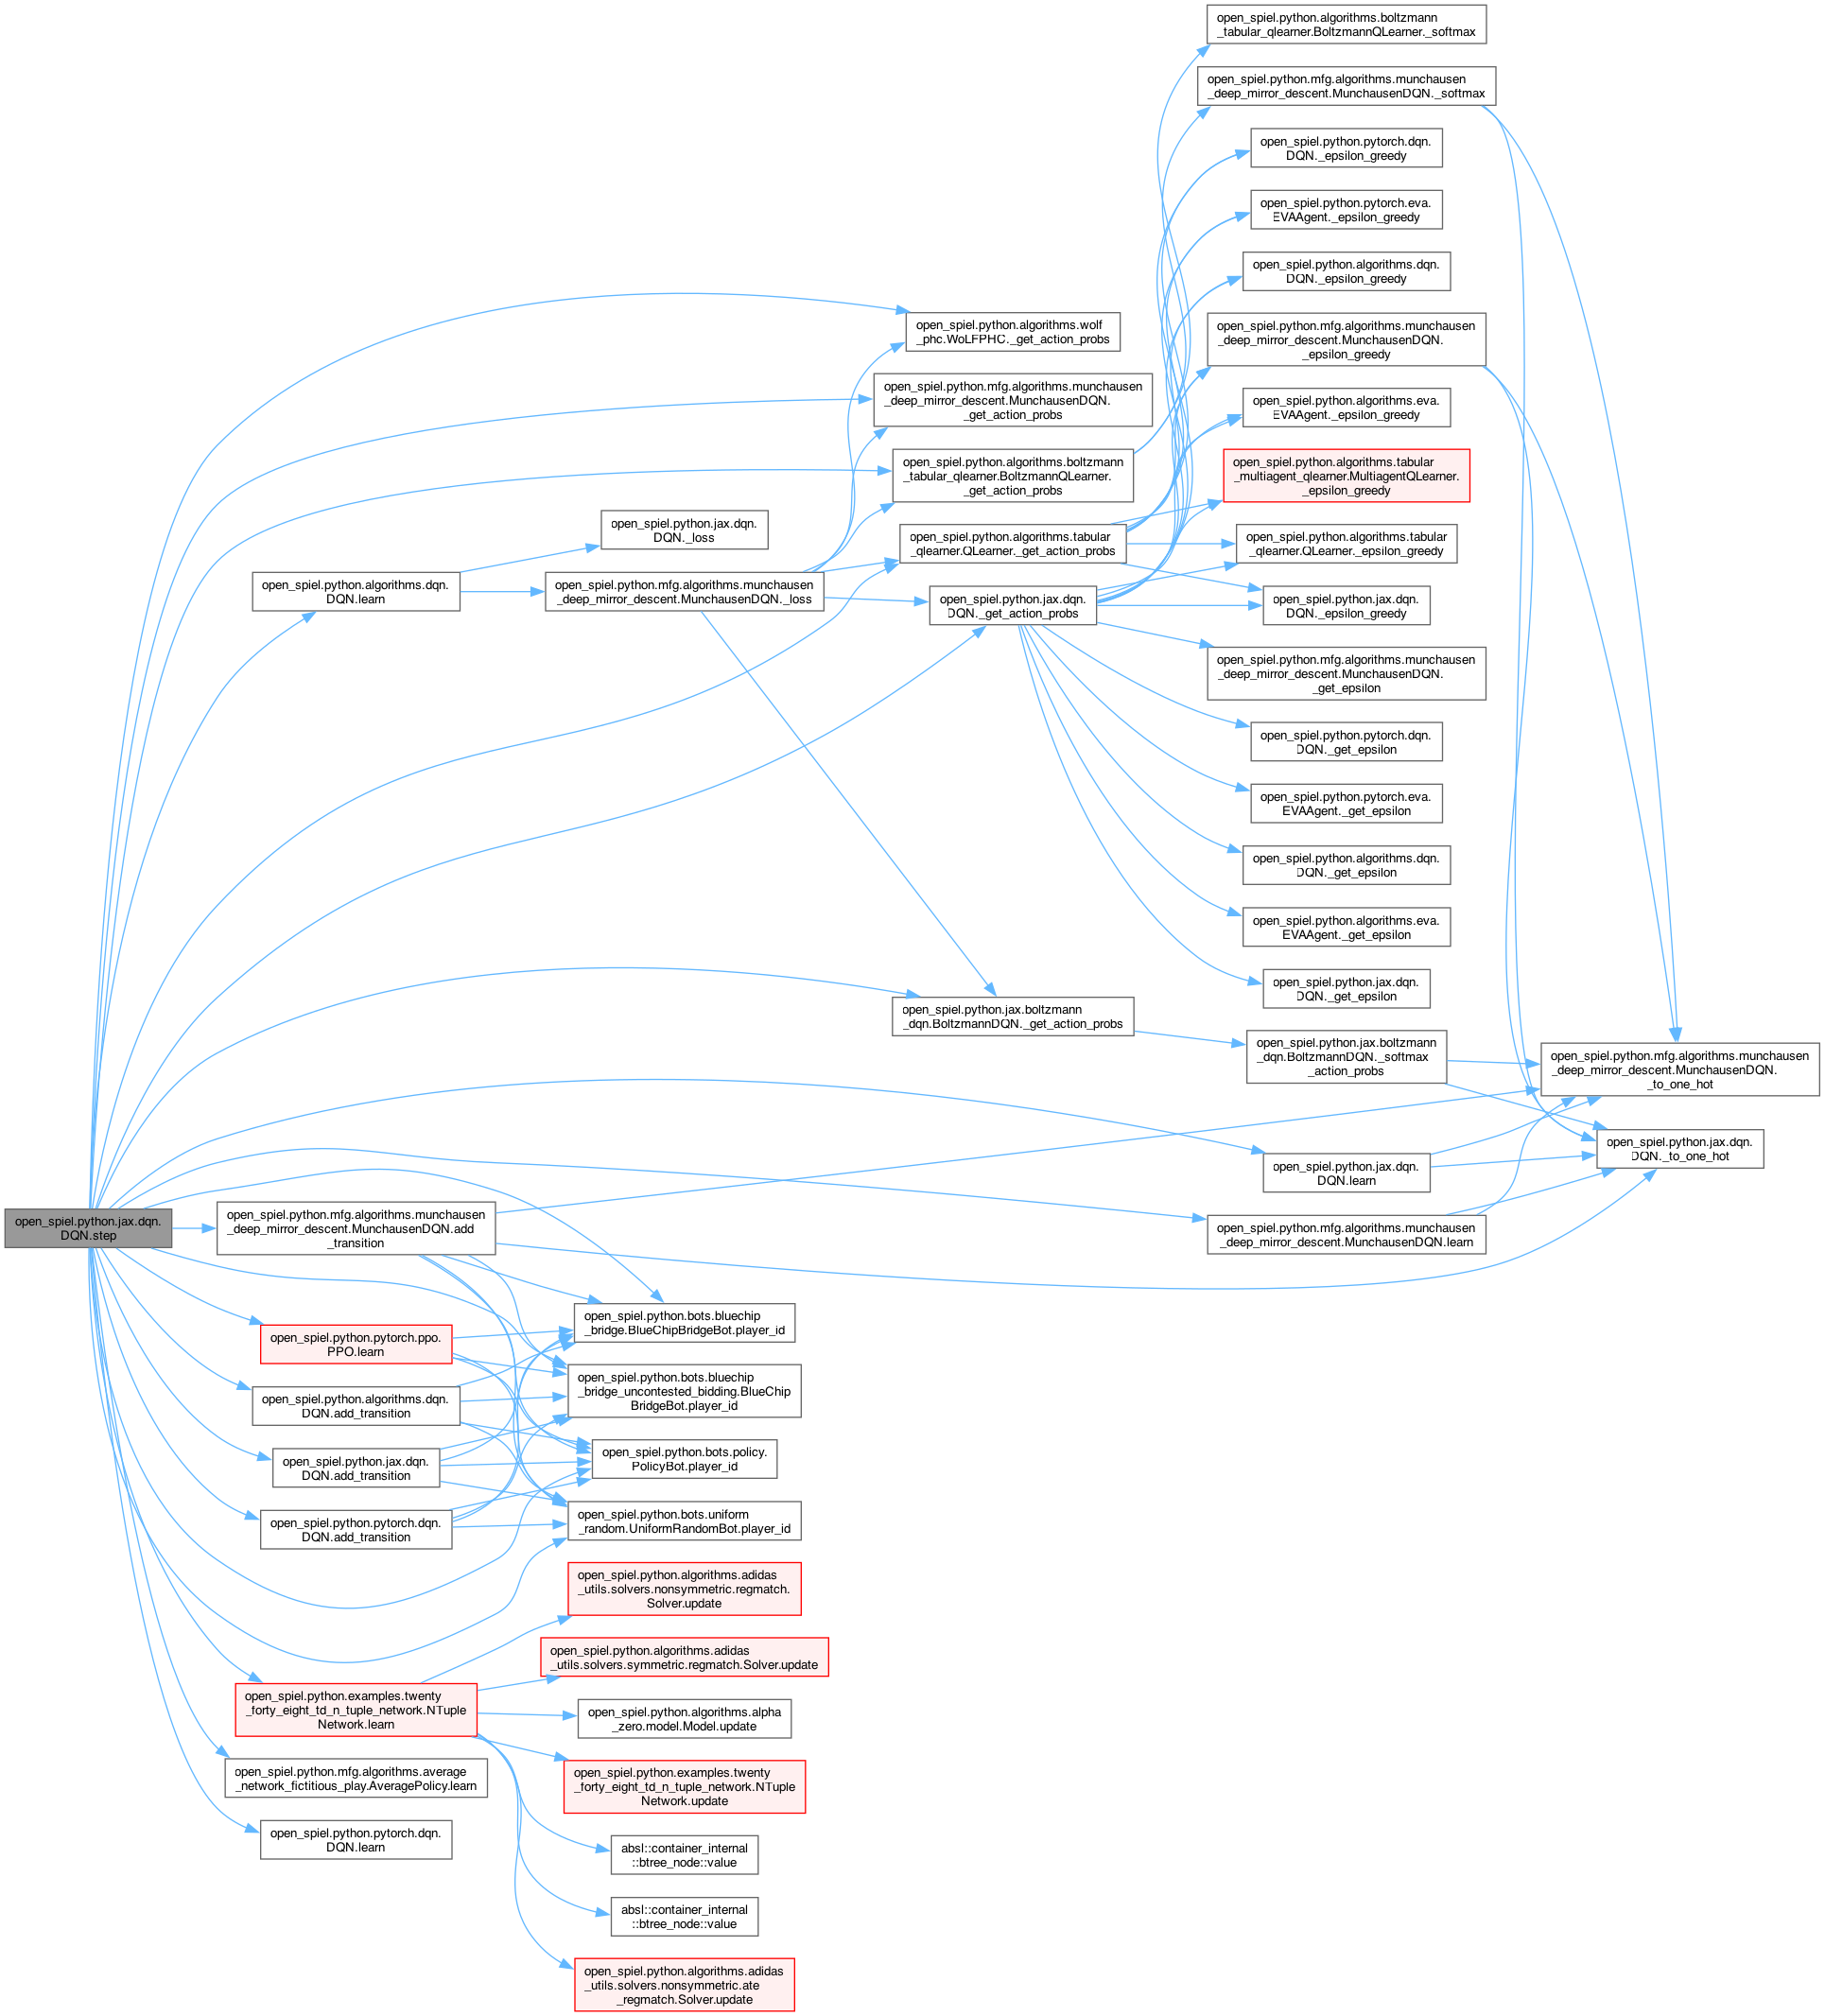 open_spiel.python.algorithms.boltzmann
_tabular_qlearner.BoltzmannQLearner._softmax
open_spiel.python.mfg.algorithms.munchausen
_deep_mirror_descent.MunchausenDQN._softmax
open_spiel.python.pytorch.dqn.
DQN._epsilon_greedy
open_spiel.python.pytorch.eva.
EVAAgent._epsilon_greedy
open_spiel.python.algorithms.dqn.
DQN._epsilon_greedy
open_spiel.python.algorithms.wolf
_phc.WoLFPHC._get_action_probs
open_spiel.python.mfg.algorithms.munchausen
_deep_mirror_descent.MunchausenDQN.
_epsilon_greedy
open_spiel.python.mfg.algorithms.munchausen
_deep_mirror_descent.MunchausenDQN.
_get_action_probs
open_spiel.python.algorithms.eva.
EVAAgent._epsilon_greedy
open_spiel.python.algorithms.boltzmann
_tabular_qlearner.BoltzmannQLearner.
_get_action_probs
open_spiel.python.algorithms.tabular
_multiagent_qlearner.MultiagentQLearner.
_epsilon_greedy
open_spiel.python.jax.dqn.
DQN._loss
open_spiel.python.algorithms.tabular
_qlearner.QLearner._get_action_probs
open_spiel.python.algorithms.tabular
_qlearner.QLearner._epsilon_greedy
open_spiel.python.algorithms.dqn.
DQN.learn
open_spiel.python.mfg.algorithms.munchausen
_deep_mirror_descent.MunchausenDQN._loss
open_spiel.python.jax.dqn.
DQN._get_action_probs
open_spiel.python.jax.dqn.
DQN._epsilon_greedy
open_spiel.python.mfg.algorithms.munchausen
_deep_mirror_descent.MunchausenDQN.
_get_epsilon
open_spiel.python.pytorch.dqn.
DQN._get_epsilon
open_spiel.python.pytorch.eva.
EVAAgent._get_epsilon
open_spiel.python.algorithms.dqn.
DQN._get_epsilon
open_spiel.python.algorithms.eva.
EVAAgent._get_epsilon
open_spiel.python.jax.dqn.
DQN._get_epsilon
open_spiel.python.jax.boltzmann
_dqn.BoltzmannDQN._get_action_probs
open_spiel.python.jax.boltzmann
_dqn.BoltzmannDQN._softmax
_action_probs
open_spiel.python.mfg.algorithms.munchausen
_deep_mirror_descent.MunchausenDQN.
_to_one_hot
open_spiel.python.jax.dqn.
DQN._to_one_hot
open_spiel.python.jax.dqn.
DQN.learn
open_spiel.python.jax.dqn.
DQN.step
open_spiel.python.mfg.algorithms.munchausen
_deep_mirror_descent.MunchausenDQN.add
_transition
open_spiel.python.mfg.algorithms.munchausen
_deep_mirror_descent.MunchausenDQN.learn
open_spiel.python.bots.bluechip
_bridge.BlueChipBridgeBot.player_id
open_spiel.python.pytorch.ppo.
PPO.learn
open_spiel.python.bots.bluechip
_bridge_uncontested_bidding.BlueChip
BridgeBot.player_id
open_spiel.python.algorithms.dqn.
DQN.add_transition
open_spiel.python.bots.policy.
PolicyBot.player_id
open_spiel.python.jax.dqn.
DQN.add_transition
open_spiel.python.bots.uniform
_random.UniformRandomBot.player_id
open_spiel.python.pytorch.dqn.
DQN.add_transition
open_spiel.python.algorithms.adidas
_utils.solvers.nonsymmetric.regmatch.
Solver.update
open_spiel.python.algorithms.adidas
_utils.solvers.symmetric.regmatch.Solver.update
open_spiel.python.examples.twenty
_forty_eight_td_n_tuple_network.NTuple
Network.learn
open_spiel.python.algorithms.alpha
_zero.model.Model.update
open_spiel.python.mfg.algorithms.average
_network_fictitious_play.AveragePolicy.learn
open_spiel.python.examples.twenty
_forty_eight_td_n_tuple_network.NTuple
Network.update
open_spiel.python.pytorch.dqn.
DQN.learn
absl::container_internal
::btree_node::value
absl::container_internal
::btree_node::value
open_spiel.python.algorithms.adidas
_utils.solvers.nonsymmetric.ate
_regmatch.Solver.update